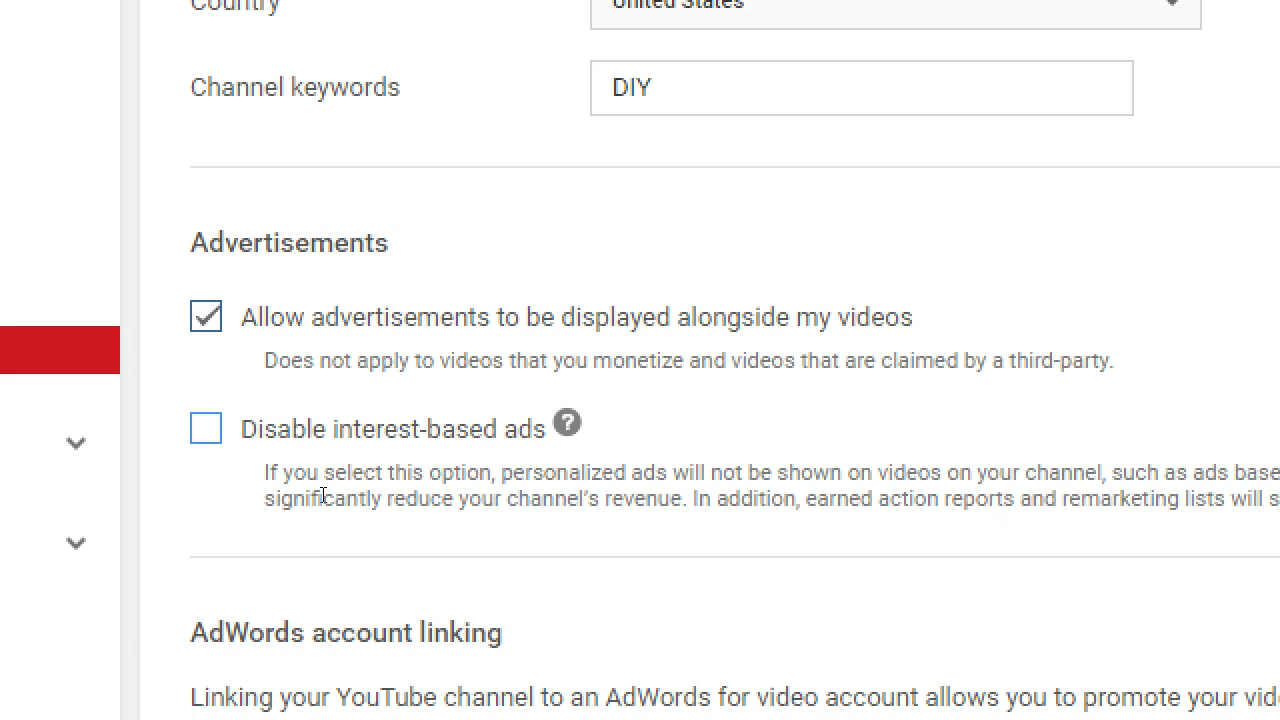 Country
United States
Channel keywords
DIY
Advertisements
Allow advertisements to be displayed alongside my videos
Does not apply to videos that you monetize and videos that are claimed by a third-party.
Disable interest-based ads ?
If you select this option, personalized ads will not be shown on videos on your channel, such as ads base
significantly reduce your channel's revenue. In addition, earned action reports and remarketing lists will s
AdWords account linking
Linking your YouTube channel to an AdWords for video account allows you to promote your vid